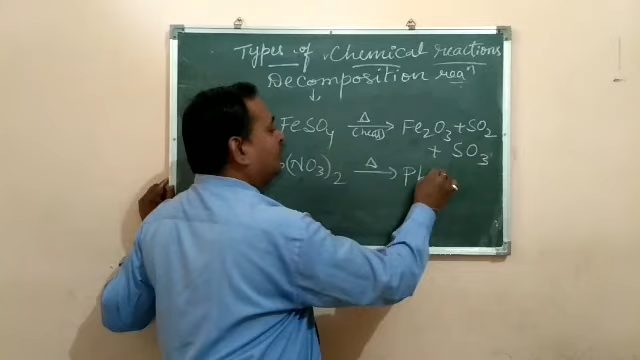 Types of Chemical reactions
Decomposition reaⁿ
↓
FeSO₄ Δ (heat) → Fe₂O₃ + SO₂
+ SO₃
(NO₃)₂ Δ →